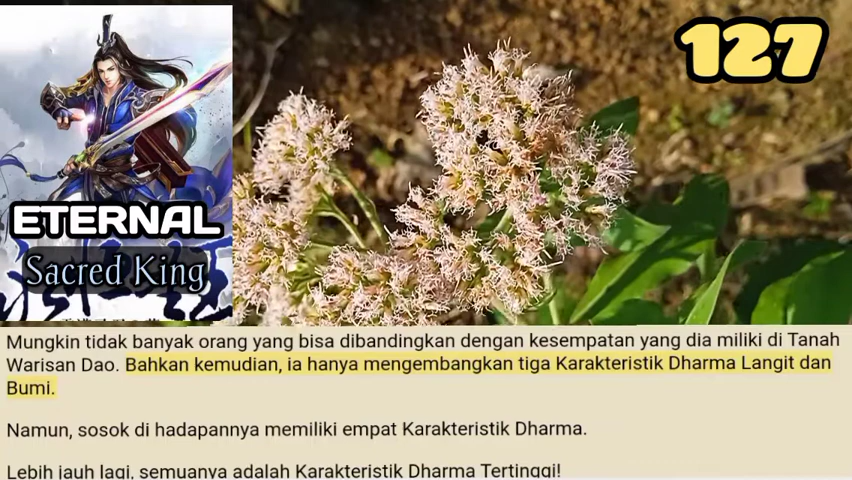 127
ETERNAL
Sacred King
Mungkin tidak banyak orang yang bisa dibandingkan dengan kesempatan yang dia miliki di Tanah
Warisan Dao. Bahkan kemudian, ia hanya mengembangkan tiga Karakteristik Dharma Langit dan
Bumi.
Namun, sosok di hadapannya memiliki empat Karakteristik Dharma.
Lebih jauh lagi, semuanya adalah Karakteristik Dharma Tertinggi!